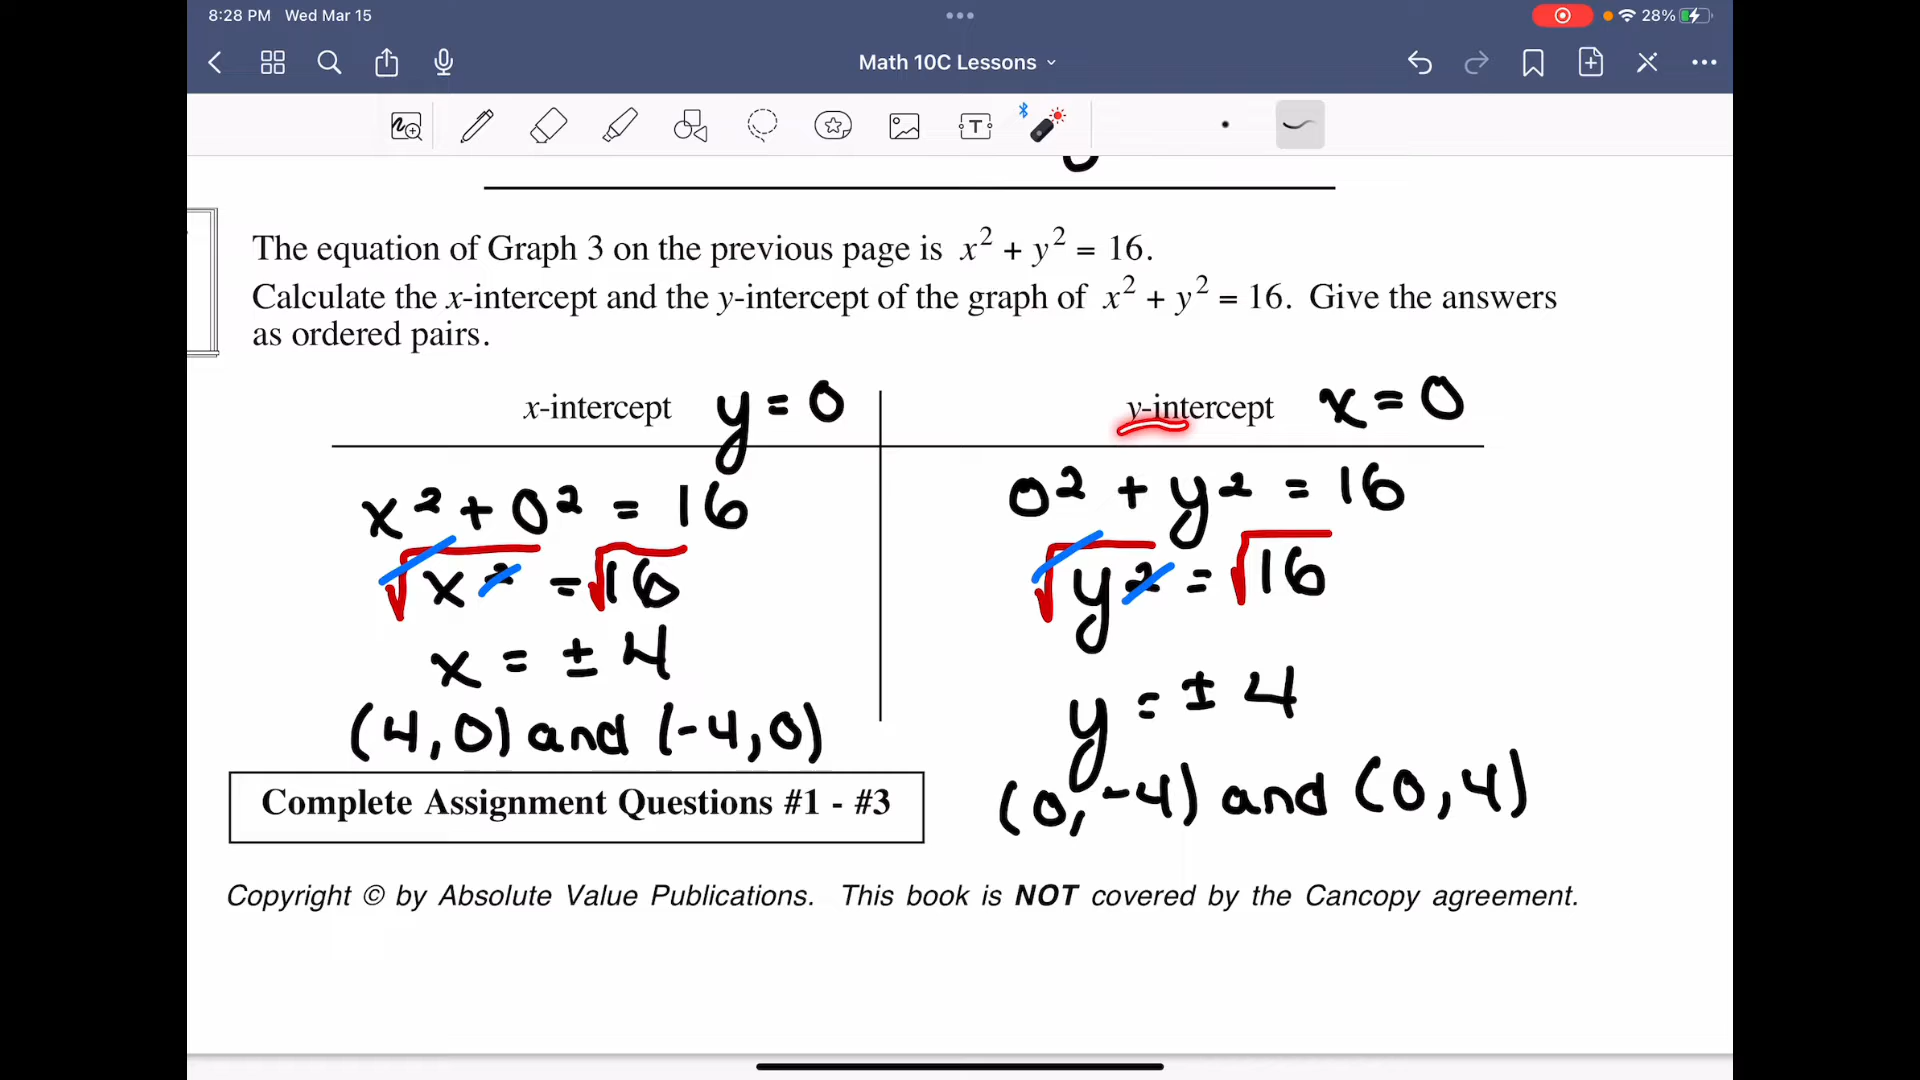 8:28 PM Wed Mar 15
28%
Math 10C Lessons
The equation of Graph 3 on the previous page is x² + y² = 16.
Calculate the x-intercept and the y-intercept of the graph of x² + y² = 16. Give the answers
as ordered pairs.
x-intercept y = 0
x² + 0² = 16
√x² = √16
x = ± 4
(4,0) and (-4,0)
y-intercept x = 0
0² + y² = 16
√y² = √16
y = ± 4
(0,-4) and (0,4)
Complete Assignment Questions #1 - #3
Copyright © by Absolute Value Publications. This book is NOT covered by the Cancopy agreement.